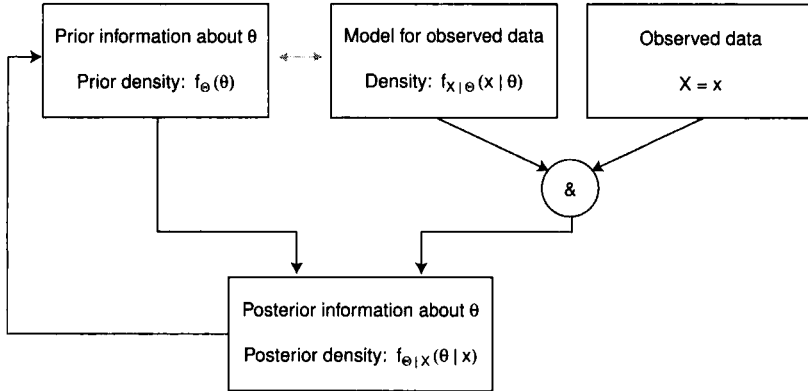 Prior information about θ
Prior density: f_Θ(θ)
Model for observed data
Density: f_X|Θ(x | θ)
Observed data
X = x
&
Posterior information about θ
Posterior density: f_Θ|X(θ | x)